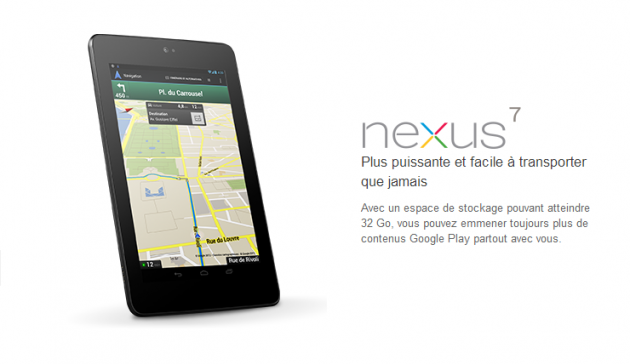 Navigation
450
Pl. du Carrousel
Destination
Rue du Louvre
Rue de Rivoli
12
nexus 7
Plus puissante et facile à transporter
que jamais
Avec un espace de stockage pouvant atteindre
32 Go, vous pouvez emmener toujours plus de
contenus Google Play partout avec vous.